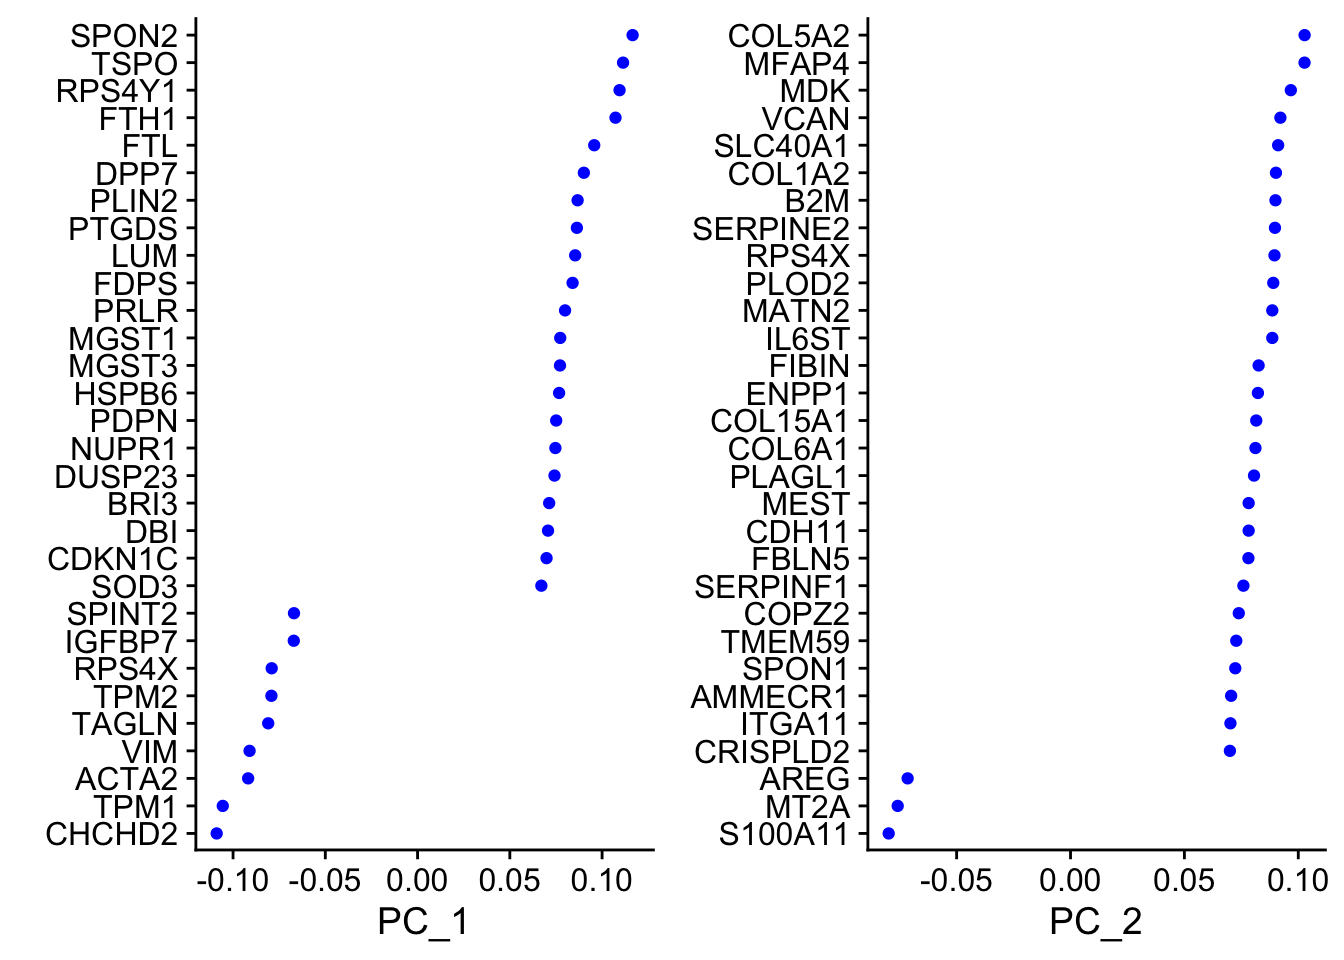 SPON2
TSPO
RPS4Y1
FTH1
FTL
DPP7
PLIN2
PTGDS
LUM
FDPS
PRLR
MGST1
MGST3
HSPB6
PDPN
NUPR1
DUSP23
BRI3
DBI
CDKN1C
SOD3
SPINT2
IGFBP7
RPS4X
TPM2
TAGLN
VIM
ACTA2
TPM1
CHCHD2
-0.10 -0.05 0.00 0.05 0.10
PC_1
COL5A2
MFAP4
MDK
VCAN
SLC40A1
COL1A2
B2M
SERPINE2
RPS4X
PLOD2
MATN2
IL6ST
FIBIN
ENPP1
COL15A1
COL6A1
PLAGL1
MEST
CDH11
FBLN5
SERPINF1
COPZ2
TMEM59
SPON1
AMMECR1
ITGA11
CRISPLD2
AREG
MT2A
S100A11
-0.05 0.00 0.05 0.10
PC_2